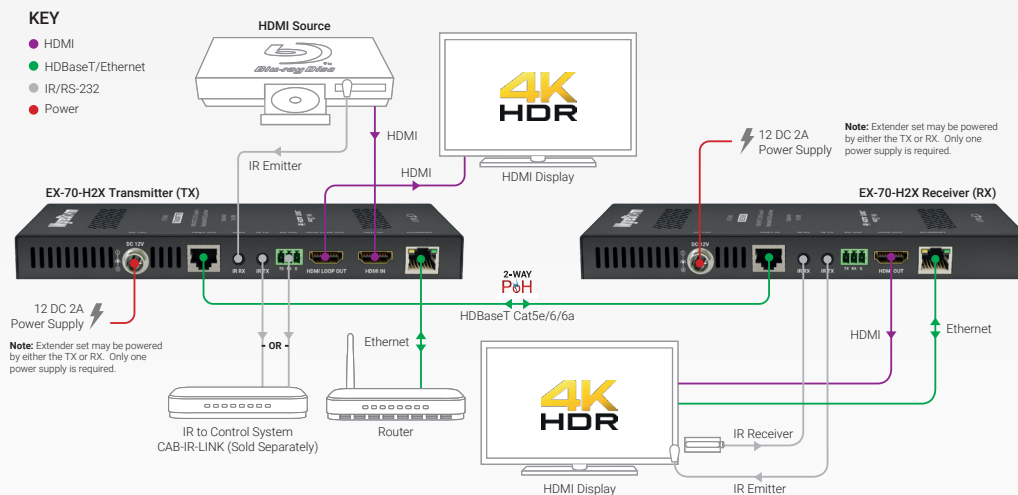 KEY
HDMI
HDBaseT/Ethernet
IR/RS-232
Power
HDMI Source
Blu-ray Disc
TM
4K
HDR
HDMI
HDMI
IR Emitter
HDMI Display
12 DC 2A
Power Supply
Note: Extender set may be powered
by either the TX or RX. Only one
power supply is required.
EX-70-H2X Transmitter (TX)
EX-70-H2X Receiver (RX)
DC 12V
IR RX
IR TX
TX RX G
HDMI LOOP OUT
HDMI IN
DC 12V
IR RX
IR TX
TX RX G
HDMI OUT
2-WAY
PoH
HDBaseT Cat5e/6/6a
12 DC 2A
Power Supply
Note: Extender set may be powered
by either the TX or RX. Only one
power supply is required.
- OR -
Ethernet
HDMI
Ethernet
4K
HDR
IR to Control System
CAB-IR-LINK (Sold Separately)
Router
IR Receiver
IR Emitter
HDMI Display